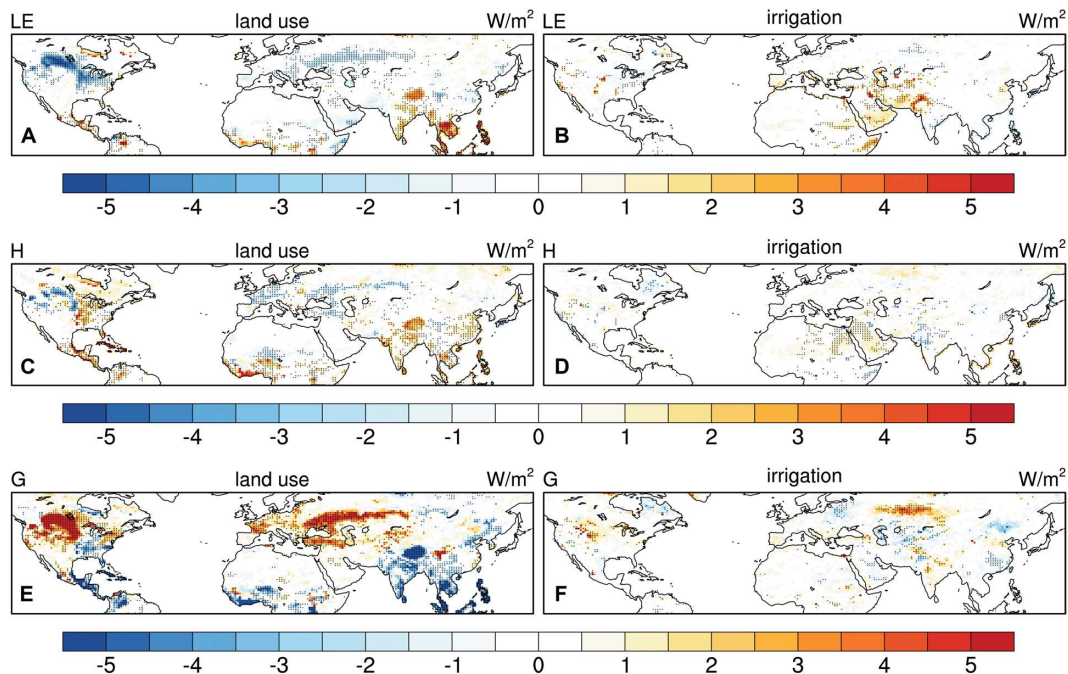 LE land use W/m²
A
LE irrigation W/m²
B
-5 -4 -3 -2 -1 0 1 2 3 4 5
H land use W/m²
C
H irrigation W/m²
D
-5 -4 -3 -2 -1 0 1 2 3 4 5
G land use W/m²
E
G irrigation W/m²
F
-5 -4 -3 -2 -1 0 1 2 3 4 5